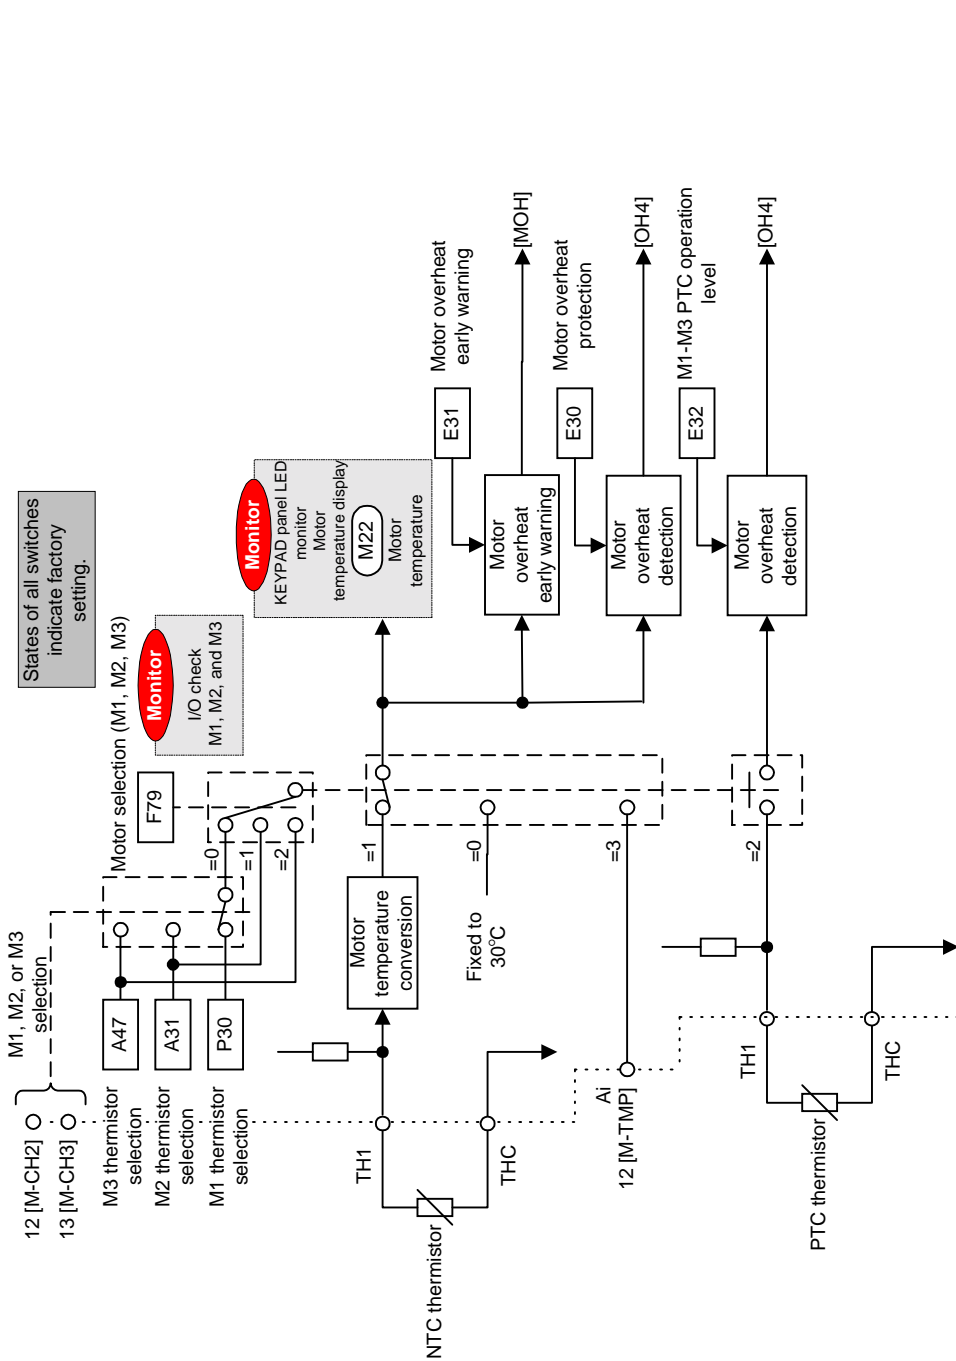 States of all switches
indicate factory
setting.
12 [M-CH2]
13 [M-CH3]
M1, M2, or M3
selection
M3 thermistor
selection
M2 thermistor
selection
M1 thermistor
selection
A47
A31
P30
Motor selection (M1, M2, M3)
F79
=0
=1
=2
Monitor
I/O check
M1, M2, and M3
Monitor
KEYPAD panel LED
monitor
Motor
temperature display
M22
Motor
temperature
NTC thermistor
TH1
THC
Motor
temperature
conversion
=1
Fixed to
30°C
=0
Ai
12 [M-TMP]
=3
Motor overheat
early warning
E31
Motor
overheat
early warning
[MOH]
Motor overheat
protection
E30
Motor
overheat
detection
[OH4]
M1-M3 PTC operation
level
E32
Motor
overheat
detection
[OH4]
PTC thermistor
TH1
THC
=2